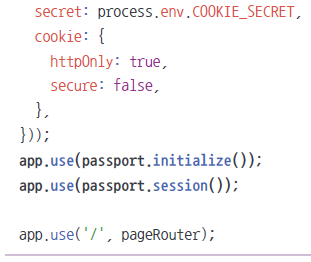 secret: process.env.COOKIE_SECRET,
cookie: {
httpOnly: true,
secure: false,
},
}));
app.use(passport.initialize());
app.use(passport.session());
app.use('/', pageRouter);